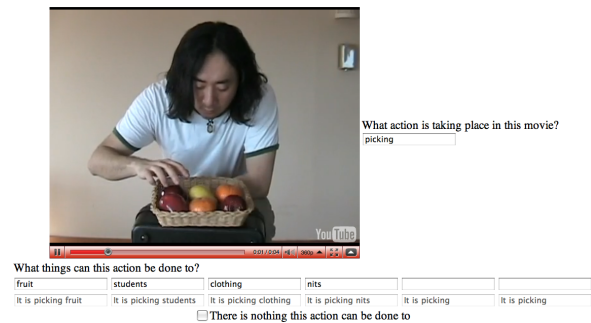 You Tube
0:01 / 0:04
360p
What action is taking place in this movie?
picking
What things can this action be done to?
fruit students clothing nits
It is picking fruit It is picking students It is picking clothing It is picking nits It is picking It is picking
There is nothing this action can be done to